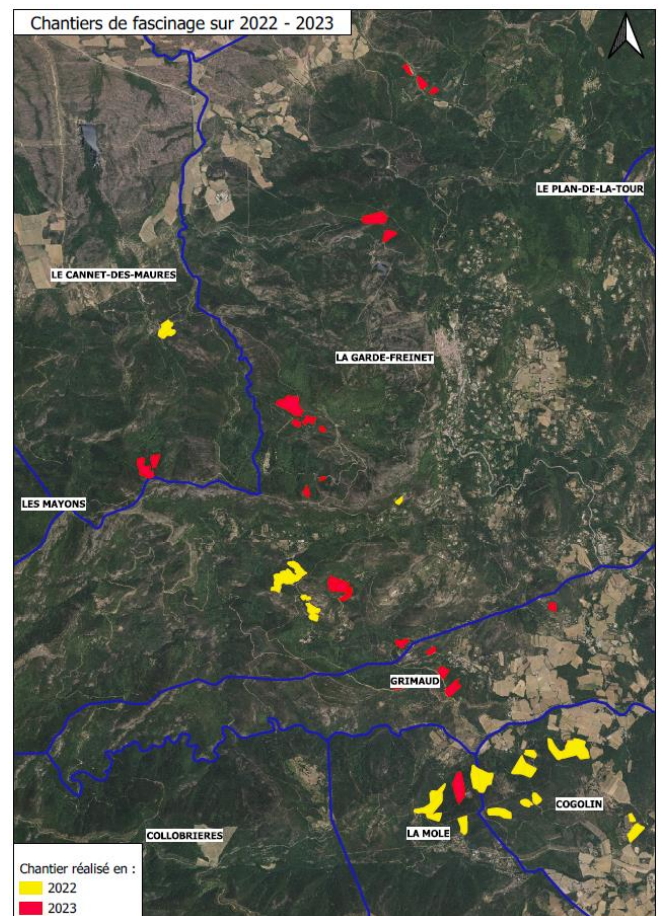 Chantiers de fascinage sur 2022 - 2023
LE PLAN-DE-LA-TOUR
LE CANNET-DES-MAURES
LA GARDE-FREINET
LES MAYONS
GRIMAUD
COGOLIN
LA MOLE
COLLOBRIERES
Chantier réalisé en :
2022
2023